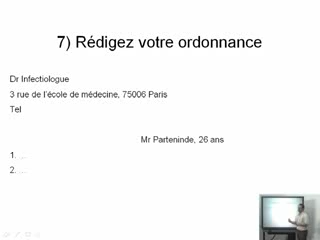 7) Rédigez votre ordonnance
Dr Infectiologue
3 rue de l'école de médecine, 75006 Paris
Tel
Mr Parteninde, 26 ans
1. ...
2. ...